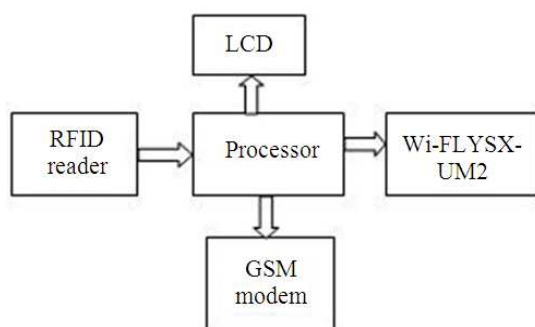 LCD
RFID
reader
Processor
Wi-FLYSX-
UM2
GSM
modem